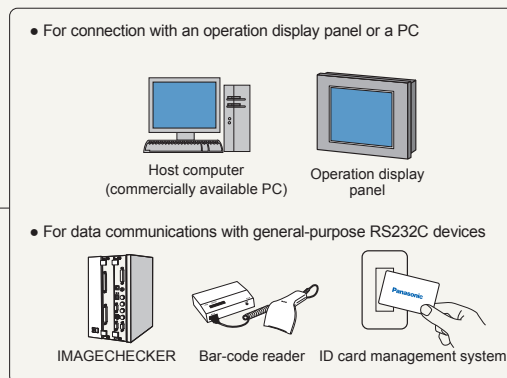 ● For connection with an operation display panel or a PC
Host computer
(commercially available PC)
Operation display
panel
● For data communications with general-purpose RS232C devices
Panasonic
IMAGECHECKER
Bar-code reader
ID card management system